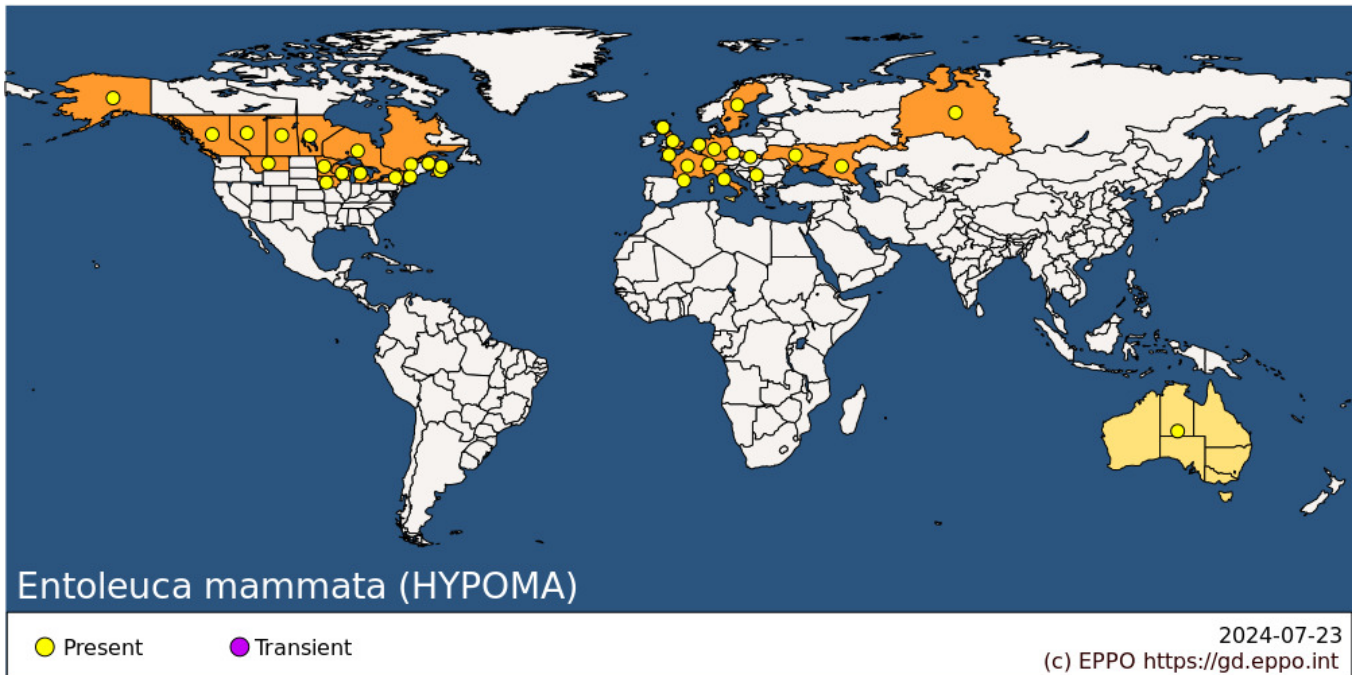 Entoleuca mammata (HYPOMA)
Present
Transient
2024-07-23
(c) EPPO https://gd.eppo.int